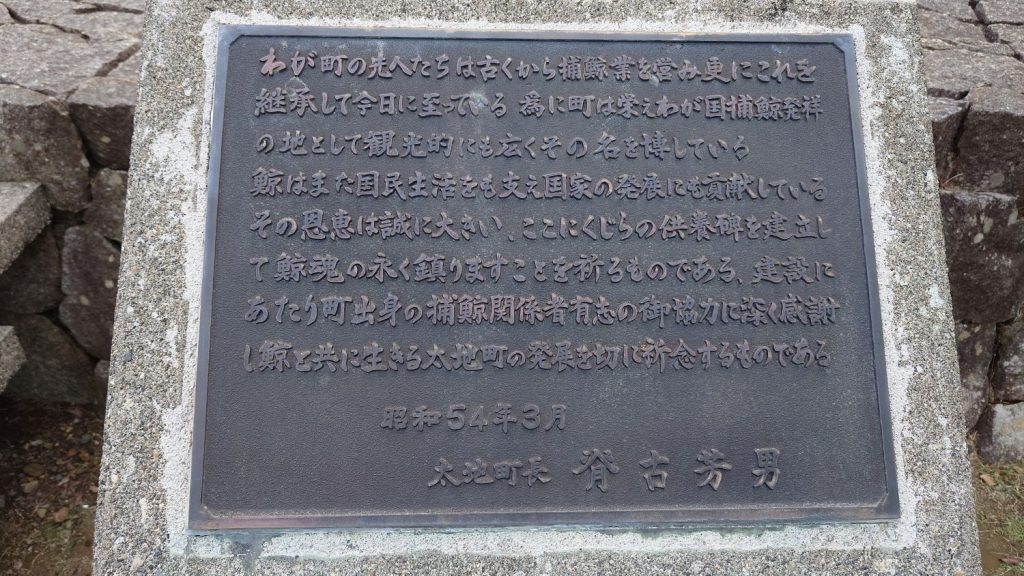 わが町の先人たちは古くから捕鯨業を営み更にこれを
継承して今日に至っている 為に町は栄えわが国捕鯨発祥
の地として観光的にも広くその名を博している
鯨はまた国民生活をも支え国家の発展にも貢献している
その恩恵は誠に大きい、ここにくじらの供養碑を建立し
て鯨魂の永く鎮りますことを祈るものである、建設に
あたり町出身の捕鯨関係者有志の御協力に深く感謝
し鯨と共に生きる太地町の発展を切に祈念するものである
昭和54年3月
太地町長 脊古芳男